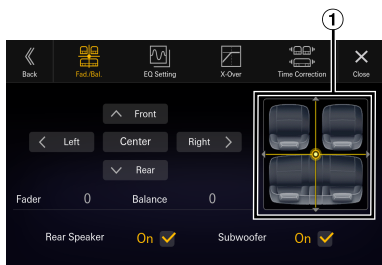 1
Back Fad./Bal. EQ Setting X-Over Time Correction Close
Front
Left Center Right
Rear
Fader 0 Balance 0
Rear Speaker On Subwoofer On